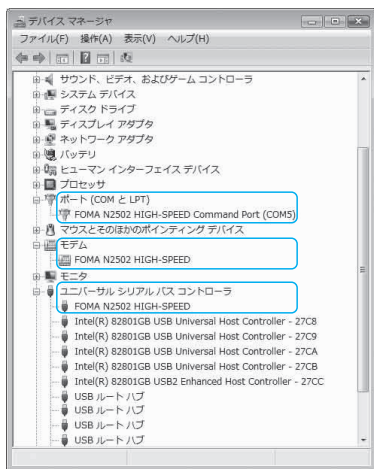 デバイス マネージャ
ファイル(F) 操作(A) 表示(V) ヘルプ(H)
サウンド、ビデオ、およびゲーム コントローラ
システム デバイス
ディスク ドライブ
ディスプレイ アダプタ
ネットワーク アダプタ
バッテリ
ヒューマン インターフェイス デバイス
プロセッサ
ポート (COM と LPT)
FOMA N2502 HIGH-SPEED Command Port (COM5)
マウスとそのほかのポインティング デバイス
モデム
FOMA N2502 HIGH-SPEED
モニタ
ユニバーサル シリアル バス コントローラ
FOMA N2502 HIGH-SPEED
Intel(R) 82801GB USB Universal Host Controller - 27C8
Intel(R) 82801GB USB Universal Host Controller - 27C9
Intel(R) 82801GB USB Universal Host Controller - 27CA
Intel(R) 82801GB USB Universal Host Controller - 27CB
Intel(R) 82801GB USB2 Enhanced Host Controller - 27CC
USB ルート ハブ
USB ルート ハブ
USB ルート ハブ
USB ルート ハブ